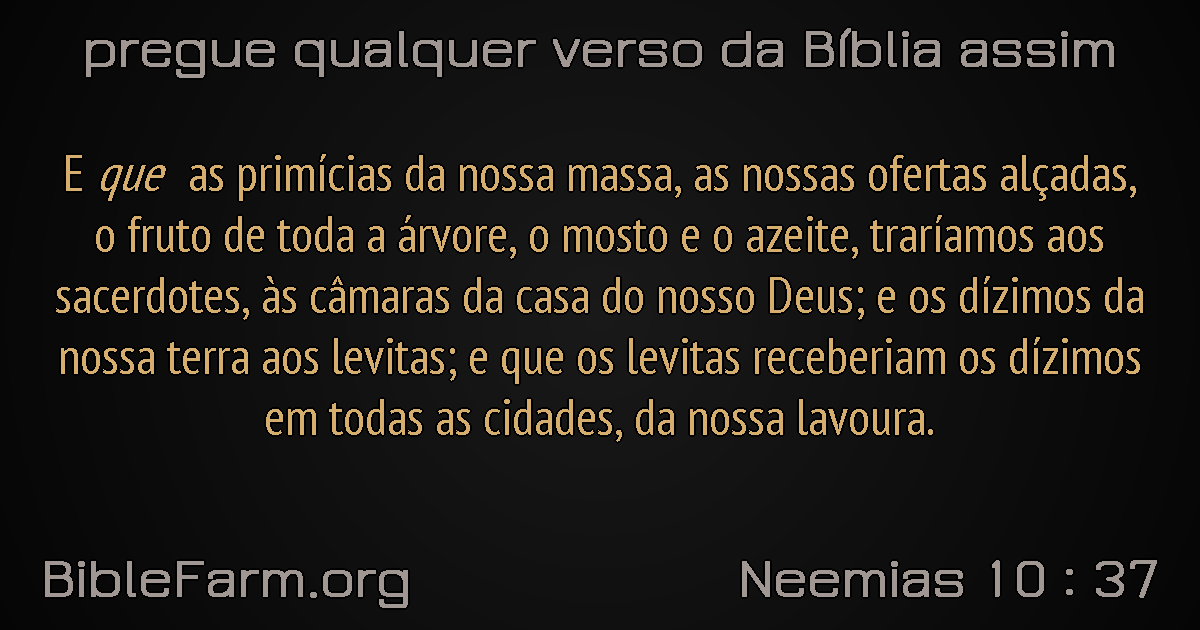 pregue qualquer verso da Bíblia assim
E que as primícias da nossa massa, as nossas ofertas alçadas,
o fruto de toda a árvore, o mosto e o azeite, traríamos aos
sacerdotes, às câmaras da casa do nosso Deus; e os dízimos da
nossa terra aos levitas; e que os levitas receberiam os dízimos
em todas as cidades, da nossa lavoura.
BibleFarm.org
Neemias 10 : 37